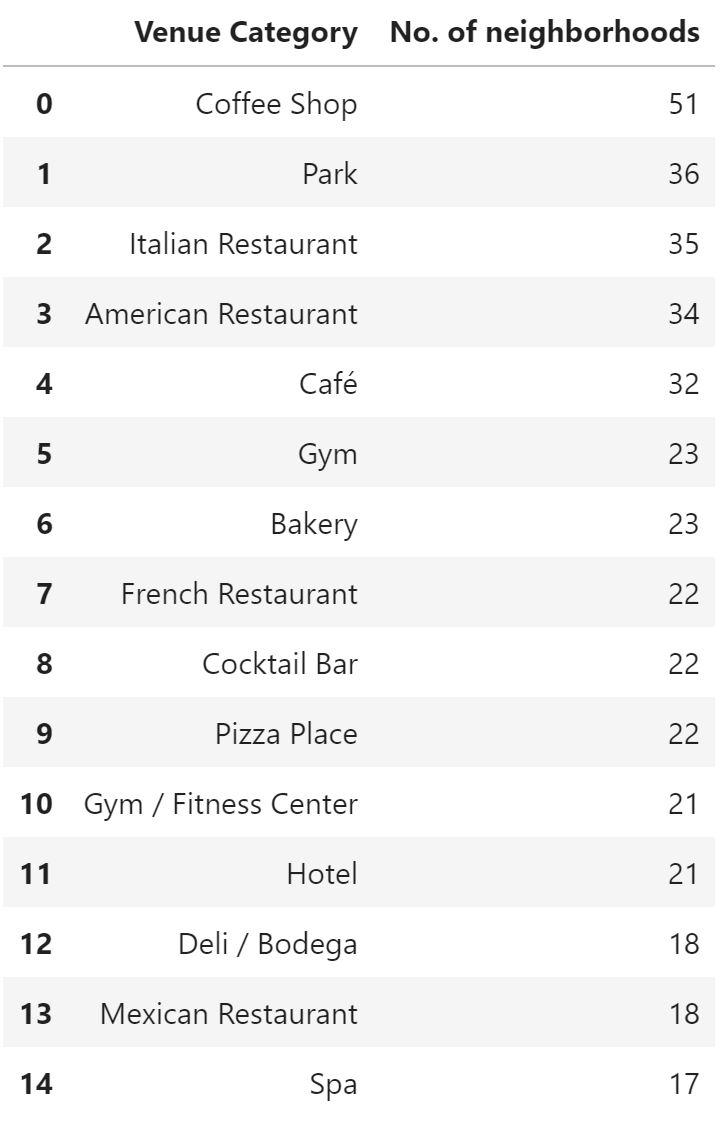 Venue Category No. of neighborhoods
0 Coffee Shop 51
1 Park 36
2 Italian Restaurant 35
3 American Restaurant 34
4 Café 32
5 Gym 23
6 Bakery 23
7 French Restaurant 22
8 Cocktail Bar 22
9 Pizza Place 22
10 Gym / Fitness Center 21
11 Hotel 21
12 Deli / Bodega 18
13 Mexican Restaurant 18
14 Spa 17